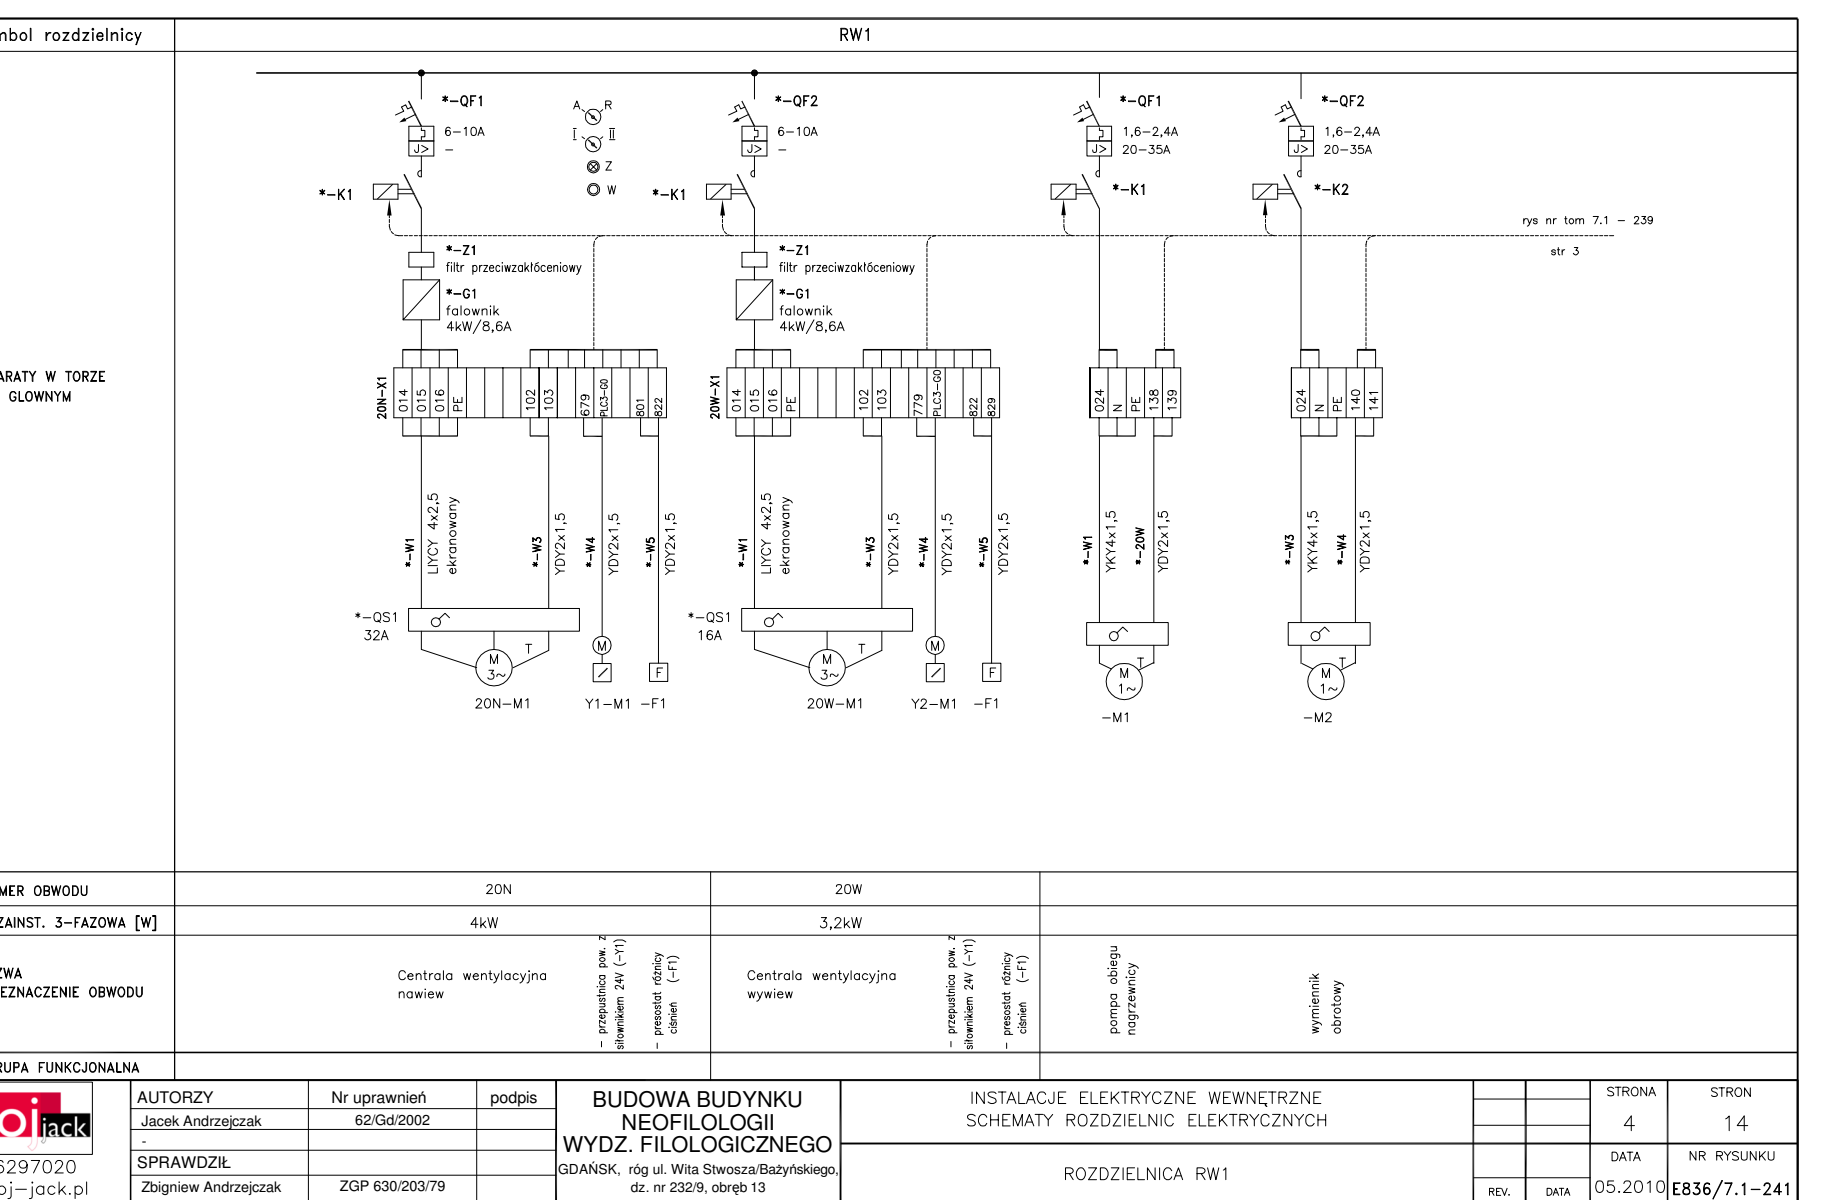 mbol rozdzielnicy
RW1
*-QF1
6-10A
J>
-
A
R
I
II
Z
W
*-K1
*-QF2
6-10A
J>
-
*-K1
*-QF1
1,6-2,4A
J>
20-35A
*-K1
*-QF2
1,6-2,4A
J>
20-35A
*-K2
rys nr tom 7.1 - 239
str 3
*-Z1
filtr przeciwzakłóceniowy
*-G1
falownik
4kW/8,6A
*-Z1
filtr przeciwzakłóceniowy
*-G1
falownik
4kW/8,6A
ARATY W TORZE
GLOWNYM
20N-X1
014
015
016
PE
102
103
679
PLC3-G0
801
822
20W-X1
014
015
016
PE
102
103
779
PLC3-G0
822
829
024
N
PE
138
139
024
N
PE
140
141
*-W1
LIYCY 4x2,5
ekranowany
*-W3
YDY2x1,5
*-W4
YDY2x1,5
*-W5
YDY2x1,5
*-W1
LIYCY 4x2,5
ekranowany
*-W3
YDY2x1,5
*-W4
YDY2x1,5
*-W5
YDY2x1,5
*-W1
YKY4x1,5
*-20W
YDY2x1,5
*-W3
YKY4x1,5
*-W4
YDY2x1,5
*-QS1
32A
T
M
3~
M
F
20N-M1
Y1-M1
-F1
*-QS1
16A
T
M
3~
M
F
20W-M1
Y2-M1
-F1
T
M
1~
-M1
T
M
1~
-M2
MER OBWODU
20N
20W
ZAINST. 3-FAZOWA [W]
4kW
3,2kW
ZWA
EZNACZENIE OBWODU
Centrala wentylacyjna
nawiew
- przepustnica pow. z
siłownikiem 24V (-Y1)
- presostat różnicy
ciśnień (-F1)
Centrala wentylacyjna
wywiew
- przepustnica pow. z
siłownikiem 24V (-Y1)
- presostat różnicy
ciśnień (-F1)
pompa obiegu
nagrzewnicy
wymiennik
obrotowy
RUPA FUNKCJONALNA
oj jack
6297020
oj-jack.pl
AUTORZY
Nr uprawnień
podpis
Jacek Andrzejczak
62/Gd/2002
-
SPRAWDZIŁ
Zbigniew Andrzejczak
ZGP 630/203/79
BUDOWA BUDYNKU
NEOFILOLOGII
WYDZ. FILOLOGICZNEGO
GDAŃSK, róg ul. Wita Stwosza/Bażyńskiego,
dz. nr 232/9, obręb 13
INSTALACJE ELEKTRYCZNE WEWNĘTRZNE
SCHEMATY ROZDZIELNIC ELEKTRYCZNYCH
ROZDZIELNICA RW1
REV.
DATA
STRONA
4
STRON
14
DATA
05.2010
NR RYSUNKU
E836/7.1-241